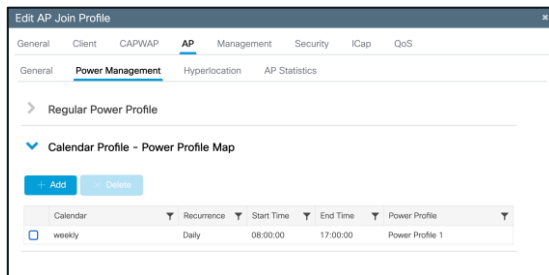 Edit AP Join Profile
General Client CAPWAP AP Management Security ICap QoS
General Power Management Hyperlocation AP Statistics
Regular Power Profile
Calendar Profile - Power Profile Map
+ Add × Delete
Calendar Recurrence Start Time End Time Power Profile
weekly Daily 08:00:00 17:00:00 Power Profile 1